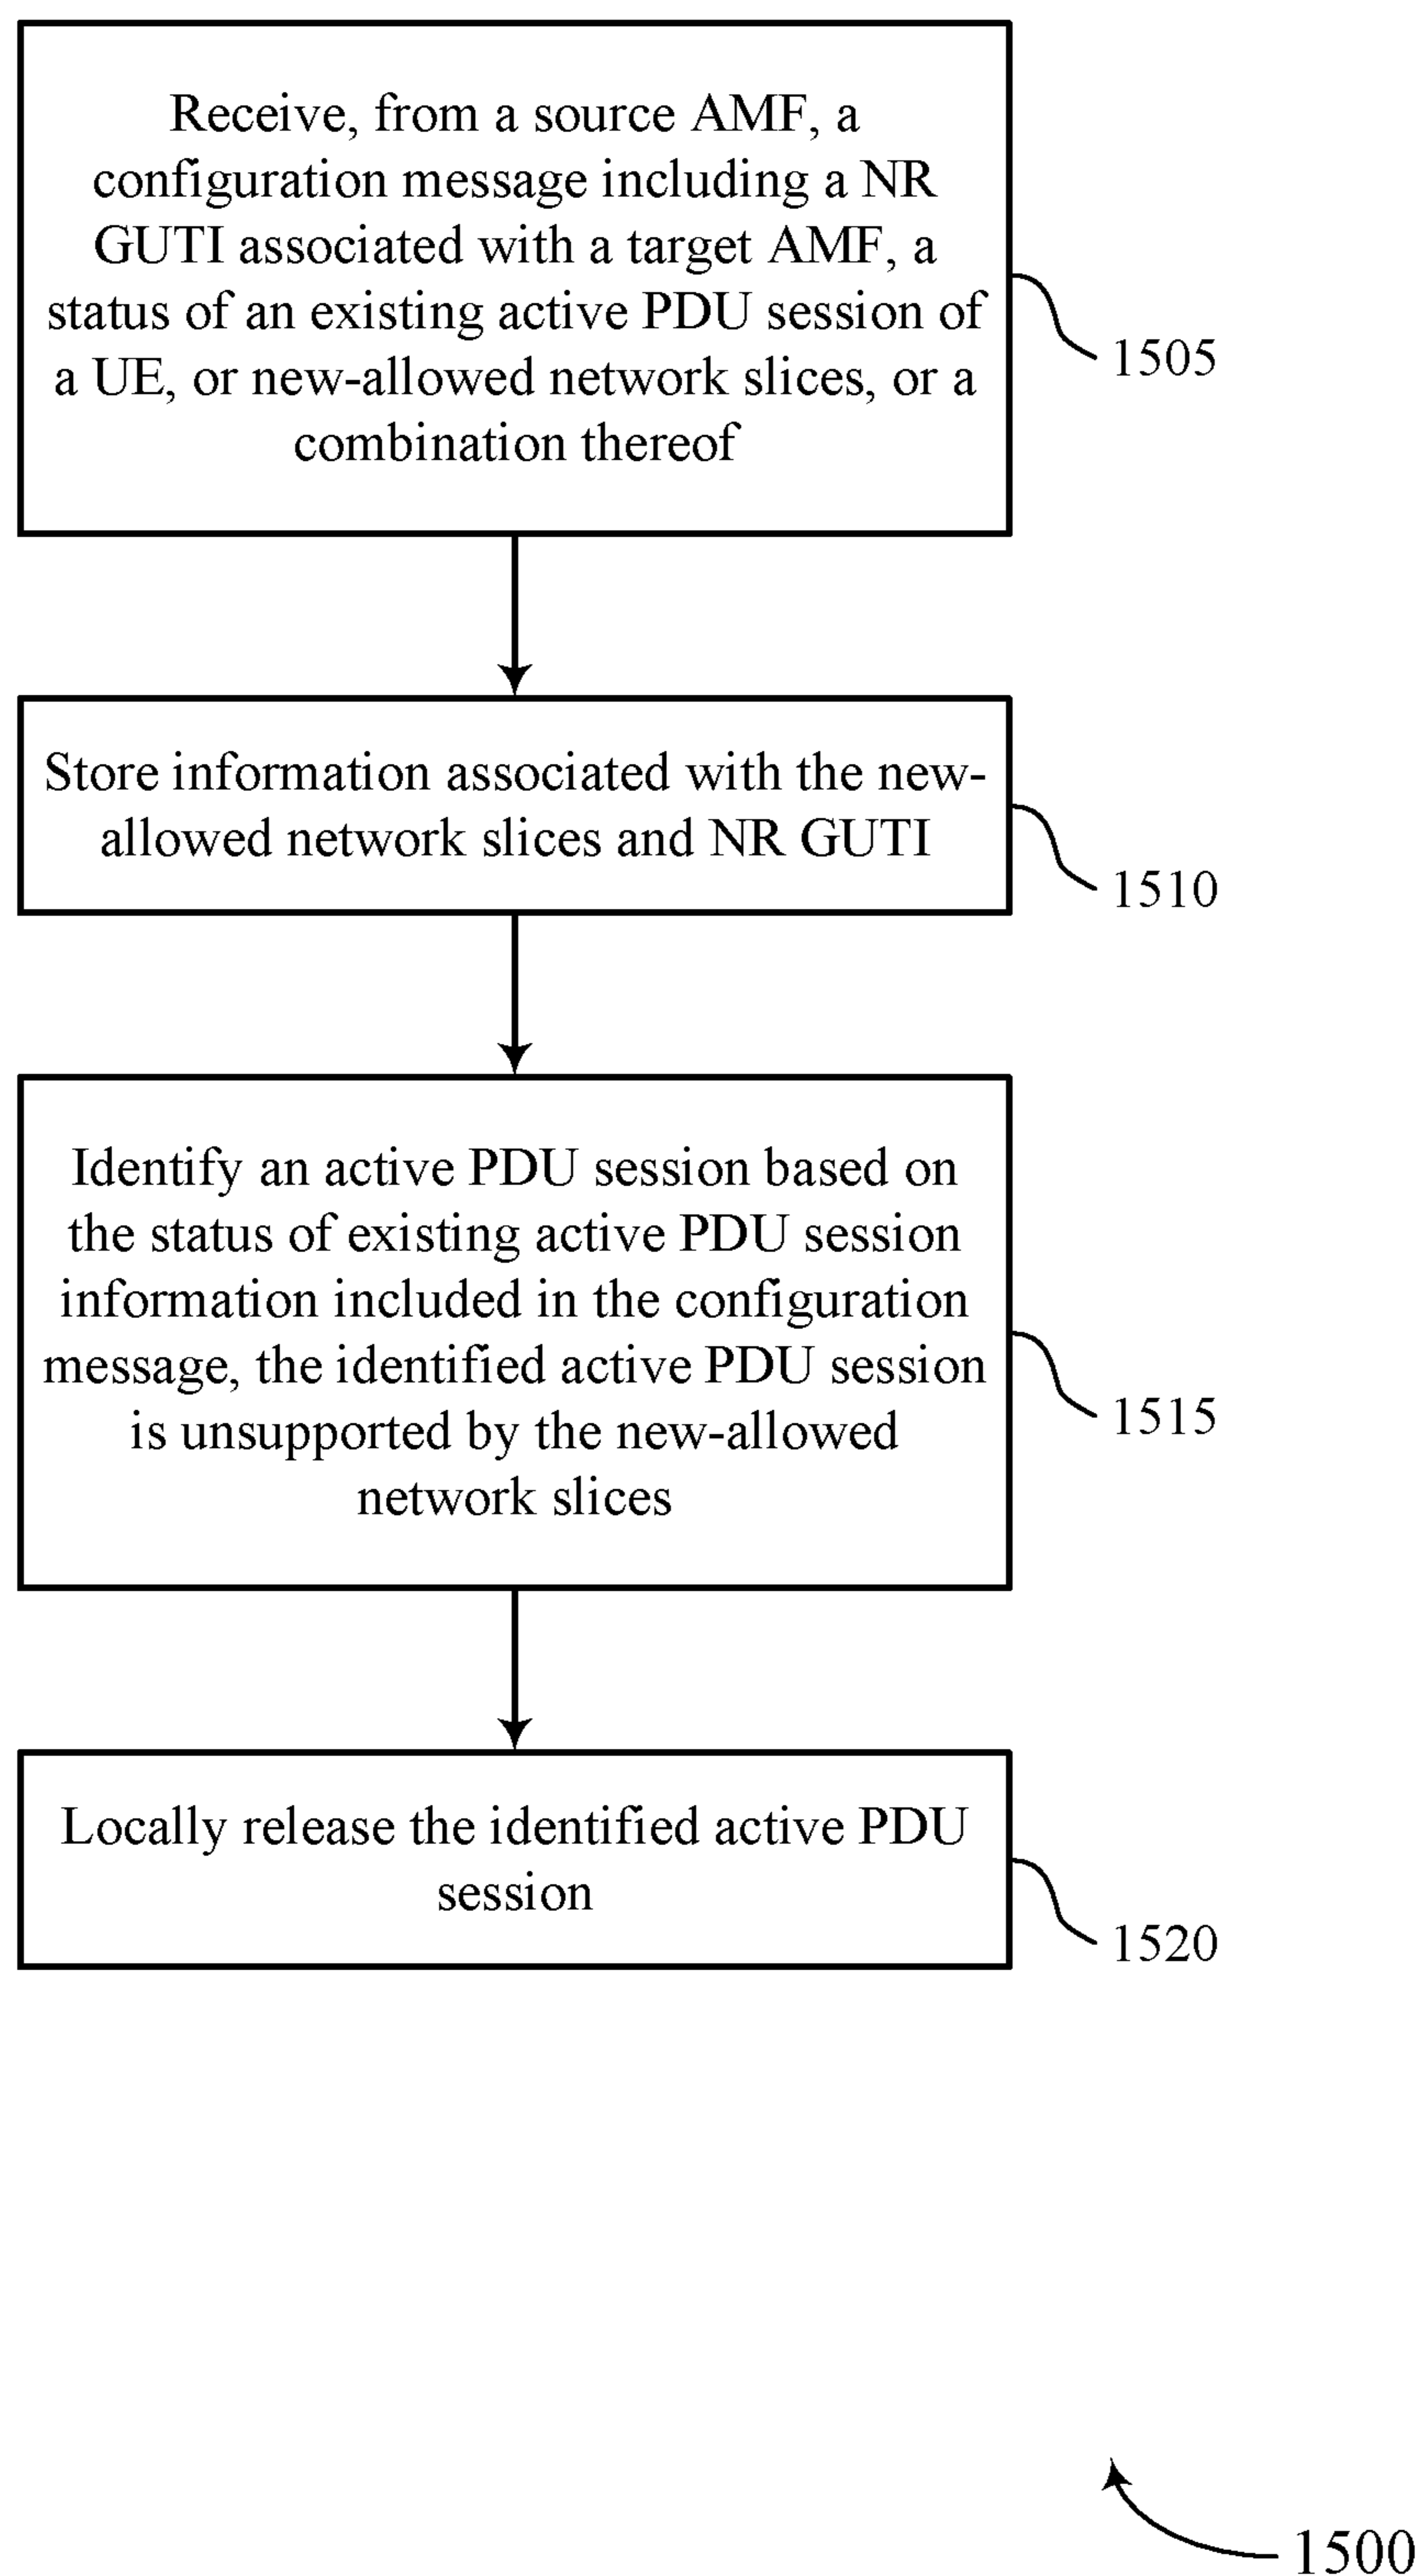 Receive, from a source AMF, a
configuration message including a NR
GUTI associated with a target AMF, a
status of an existing active PDU session of
a UE, or new-allowed network slices, or a
combination thereof
1505
Store information associated with the new-
allowed network slices and NR GUTI
1510
Identify an active PDU session based on
the status of existing active PDU session
information included in the configuration
message, the identified active PDU session
is unsupported by the new-allowed
network slices
1515
Locally release the identified active PDU
session
1520
1500